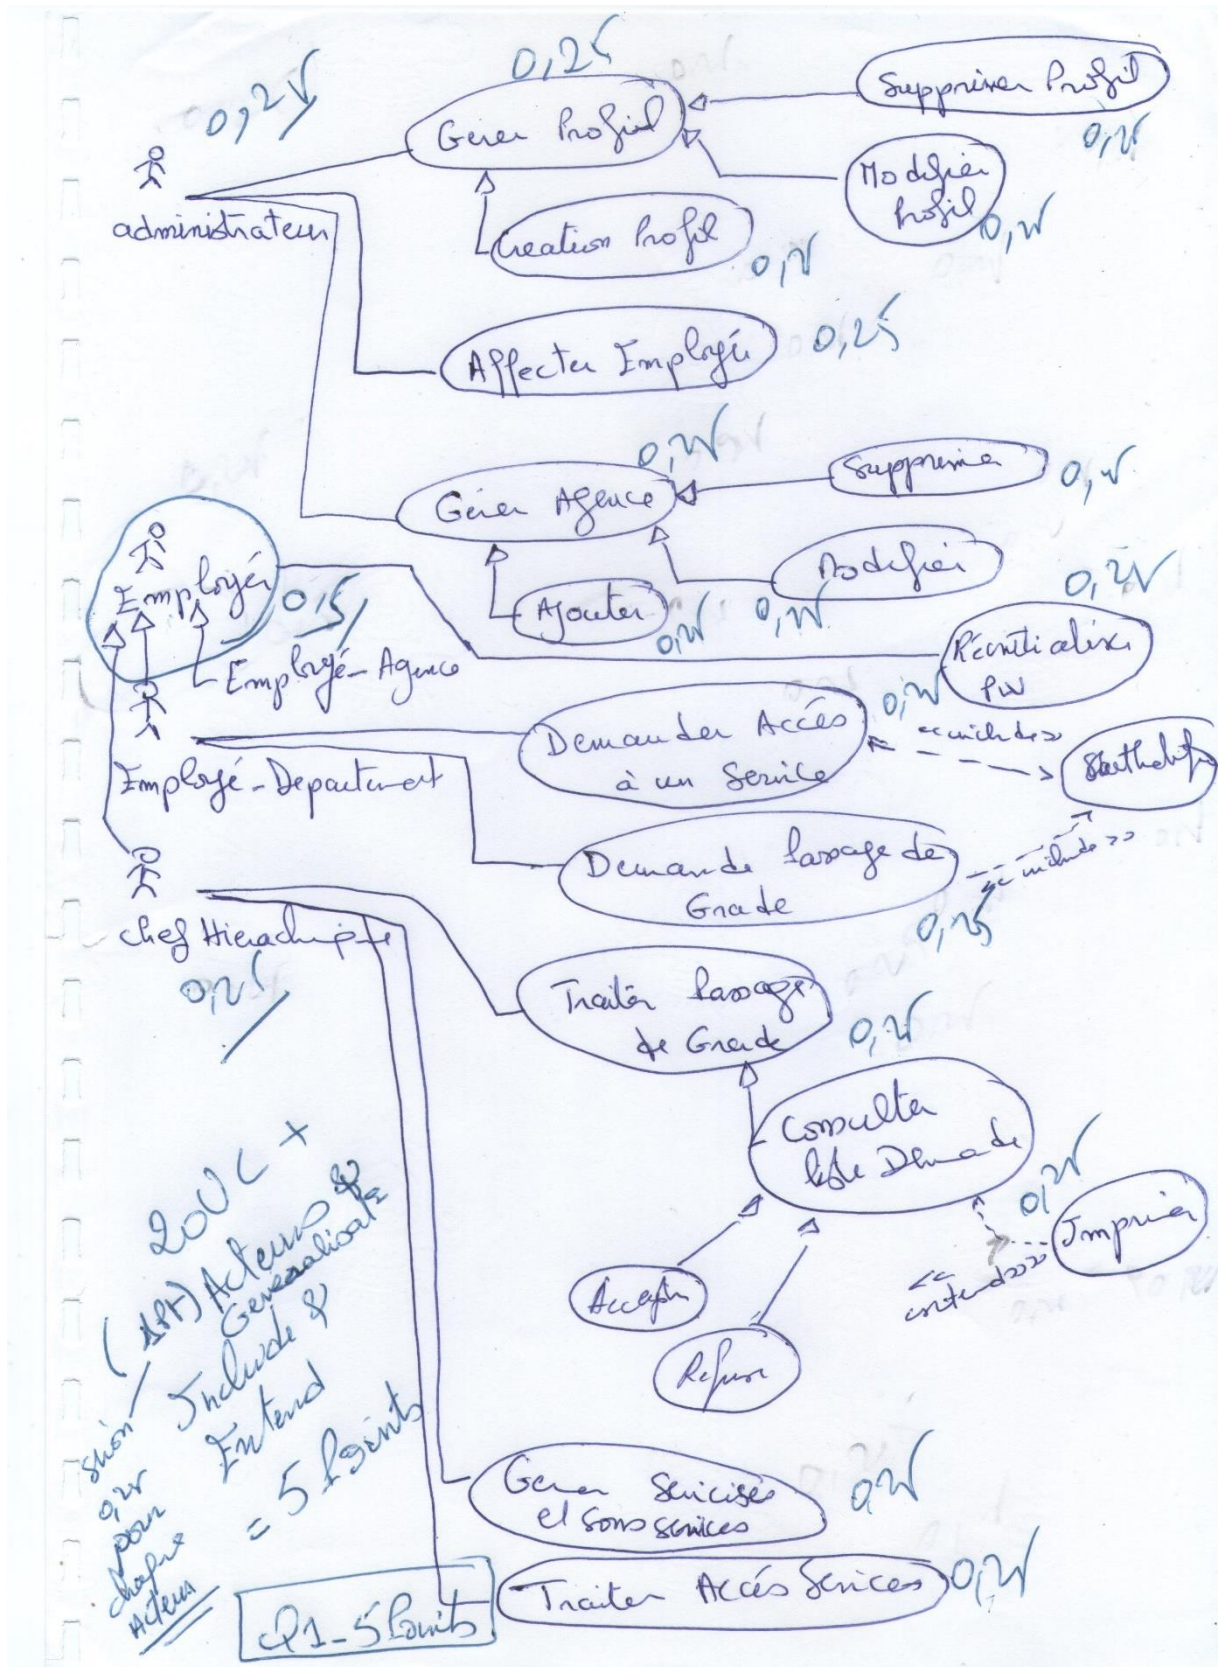 0,25
0,25
Gérer Profil
Supprimer Profil
0,25
Modifier
Profil
0,25
administrateur
Creation Profil
0,25
Affecter Employé
0,25
0,25
Supprimer
0,25
Gérer Agence
Modifier
0,25
Employé
0,5
Ajouter
0,25
0,25
Employé-Agence
Réinitialiser
PW
Demander Accés
à un Service
0,25
<<include>>
Employé-Departement
Demande Passage de
Grade
<<include>>
0,25
chef Hierachique
0,25
Traiter Passage
de Grade
0,25
Consulter
liste Demande
0,25
Imprimer
<<
extend>>
Accepter
Refuser
20UC +
(1Pt) Acteurs &
Generalisat°
Include &
Extend
= 5 Points
sinon
0,25
pour
chaque
Acteur
Gerer Services
et Sous services
0,25
Traiter Accés Services
0,25
Q1-5 Points